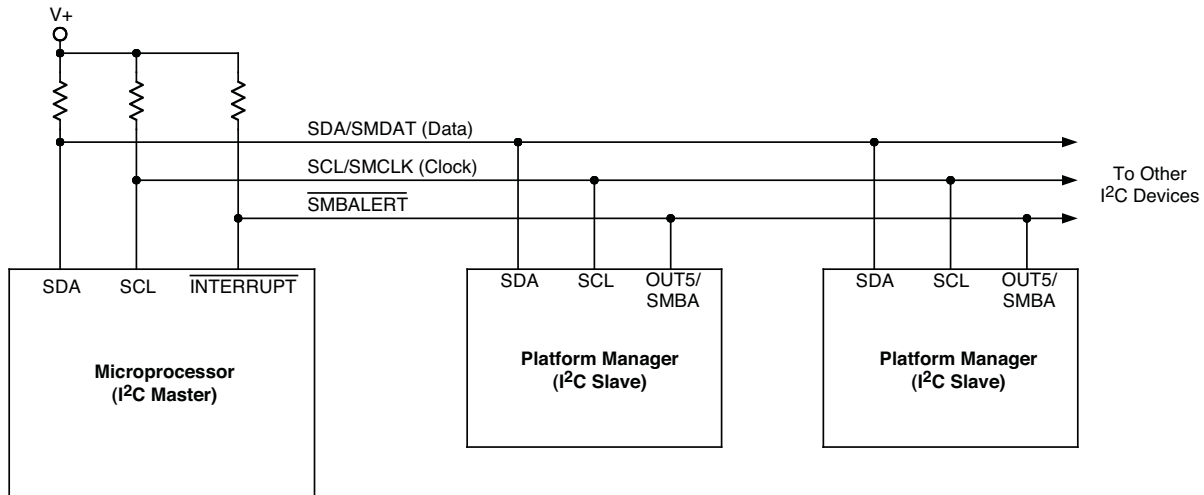 V+
SDA/SMDAT (Data)
SCL/SMCLK (Clock)
SMBALERT
To Other
I²C Devices
SDA SCL INTERRUPT
Microprocessor
(I²C Master)
SDA SCL OUT5/
SMBA
Platform Manager
(I²C Slave)
SDA SCL OUT5/
SMBA
Platform Manager
(I²C Slave)